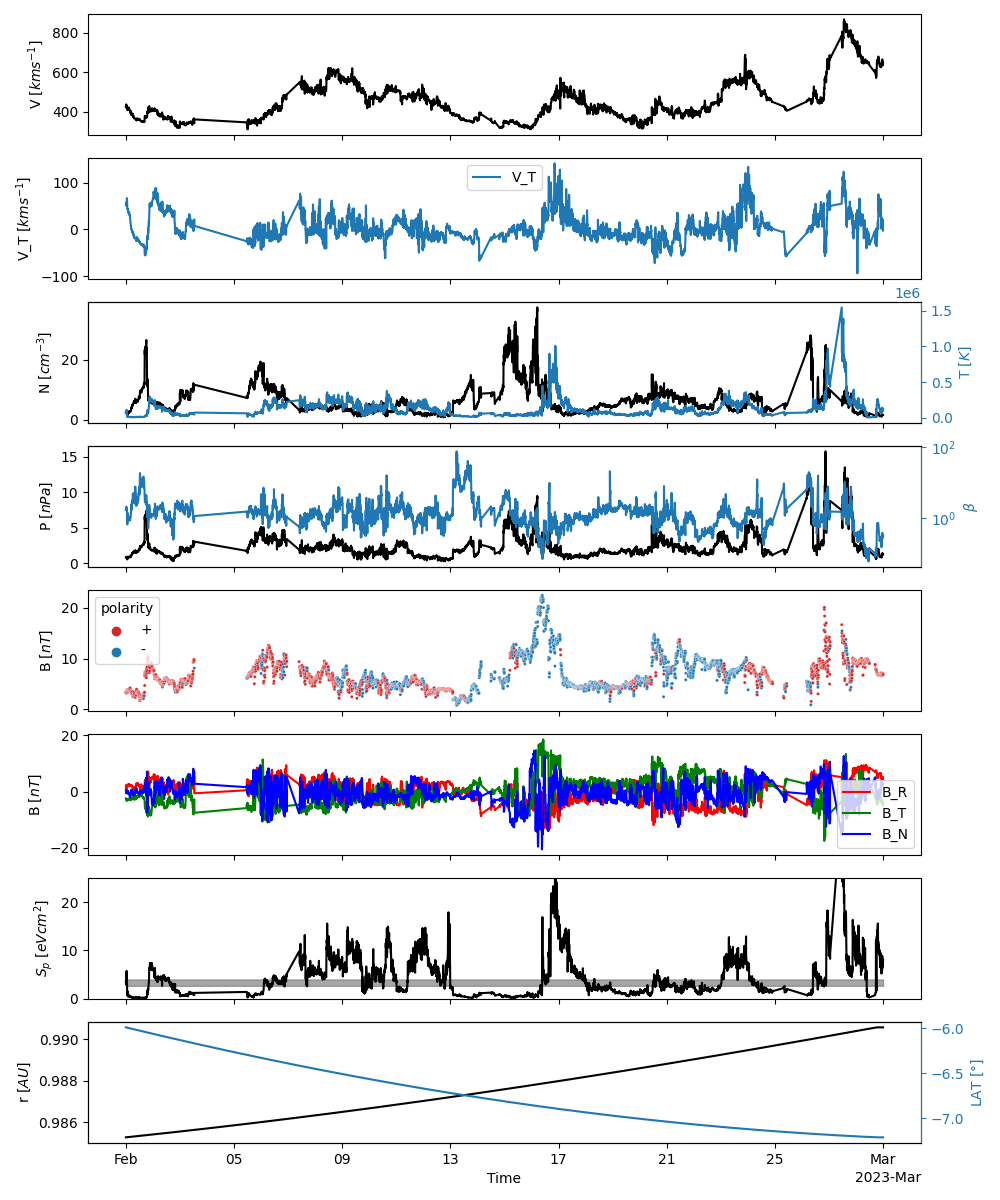 V [kms⁻¹]
800
600
400
V_T [kms⁻¹]
100
0
−100
V_T
N [cm⁻³]
20
0
1e6
1.5
1.0
0.5
0.0
T [K]
P [nPa]
15
10
5
0
10²
10⁰
β
B [nT]
20
10
0
polarity
+
-
B [nT]
20
0
−20
B_R
B_T
B_N
Sₚ [eVcm²]
20
10
0
r [AU]
0.990
0.988
0.986
−6.0
−6.5
−7.0
LAT [°]
Feb 05 09 13 17 21 25 Mar
Time
2023-Mar